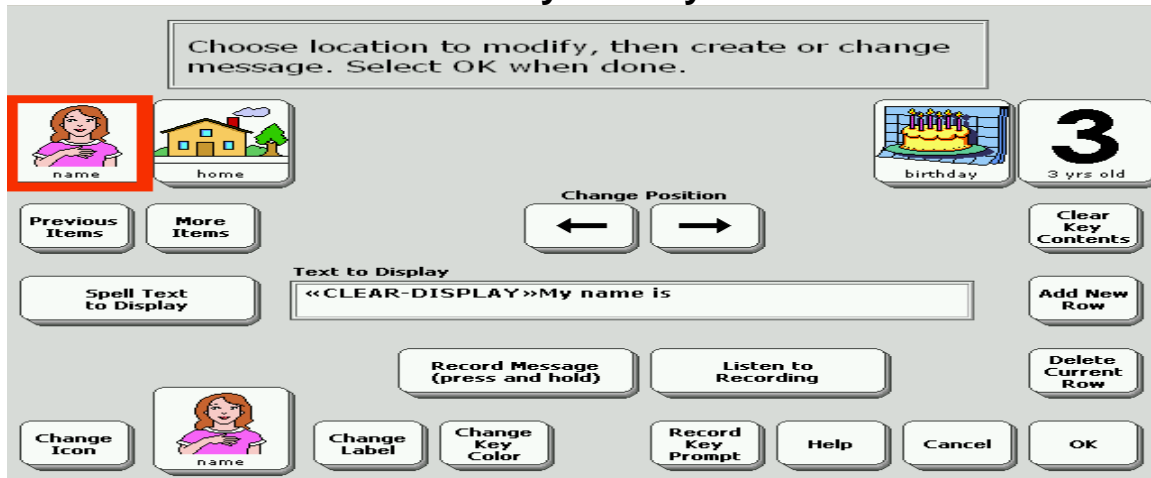 Choose location to modify, then create or change
message. Select OK when done.
name
home
birthday
3
3 yrs old
Previous
Items
More
Items
Change Position
Clear
Key
Contents
Spell Text
to Display
Text to Display
«CLEAR-DISPLAY»My name is
Add New
Row
Record Message
(press and hold)
Listen to
Recording
Delete
Current
Row
Change
Icon
name
Change
Label
Change
Key
Color
Record
Key
Prompt
Help
Cancel
OK